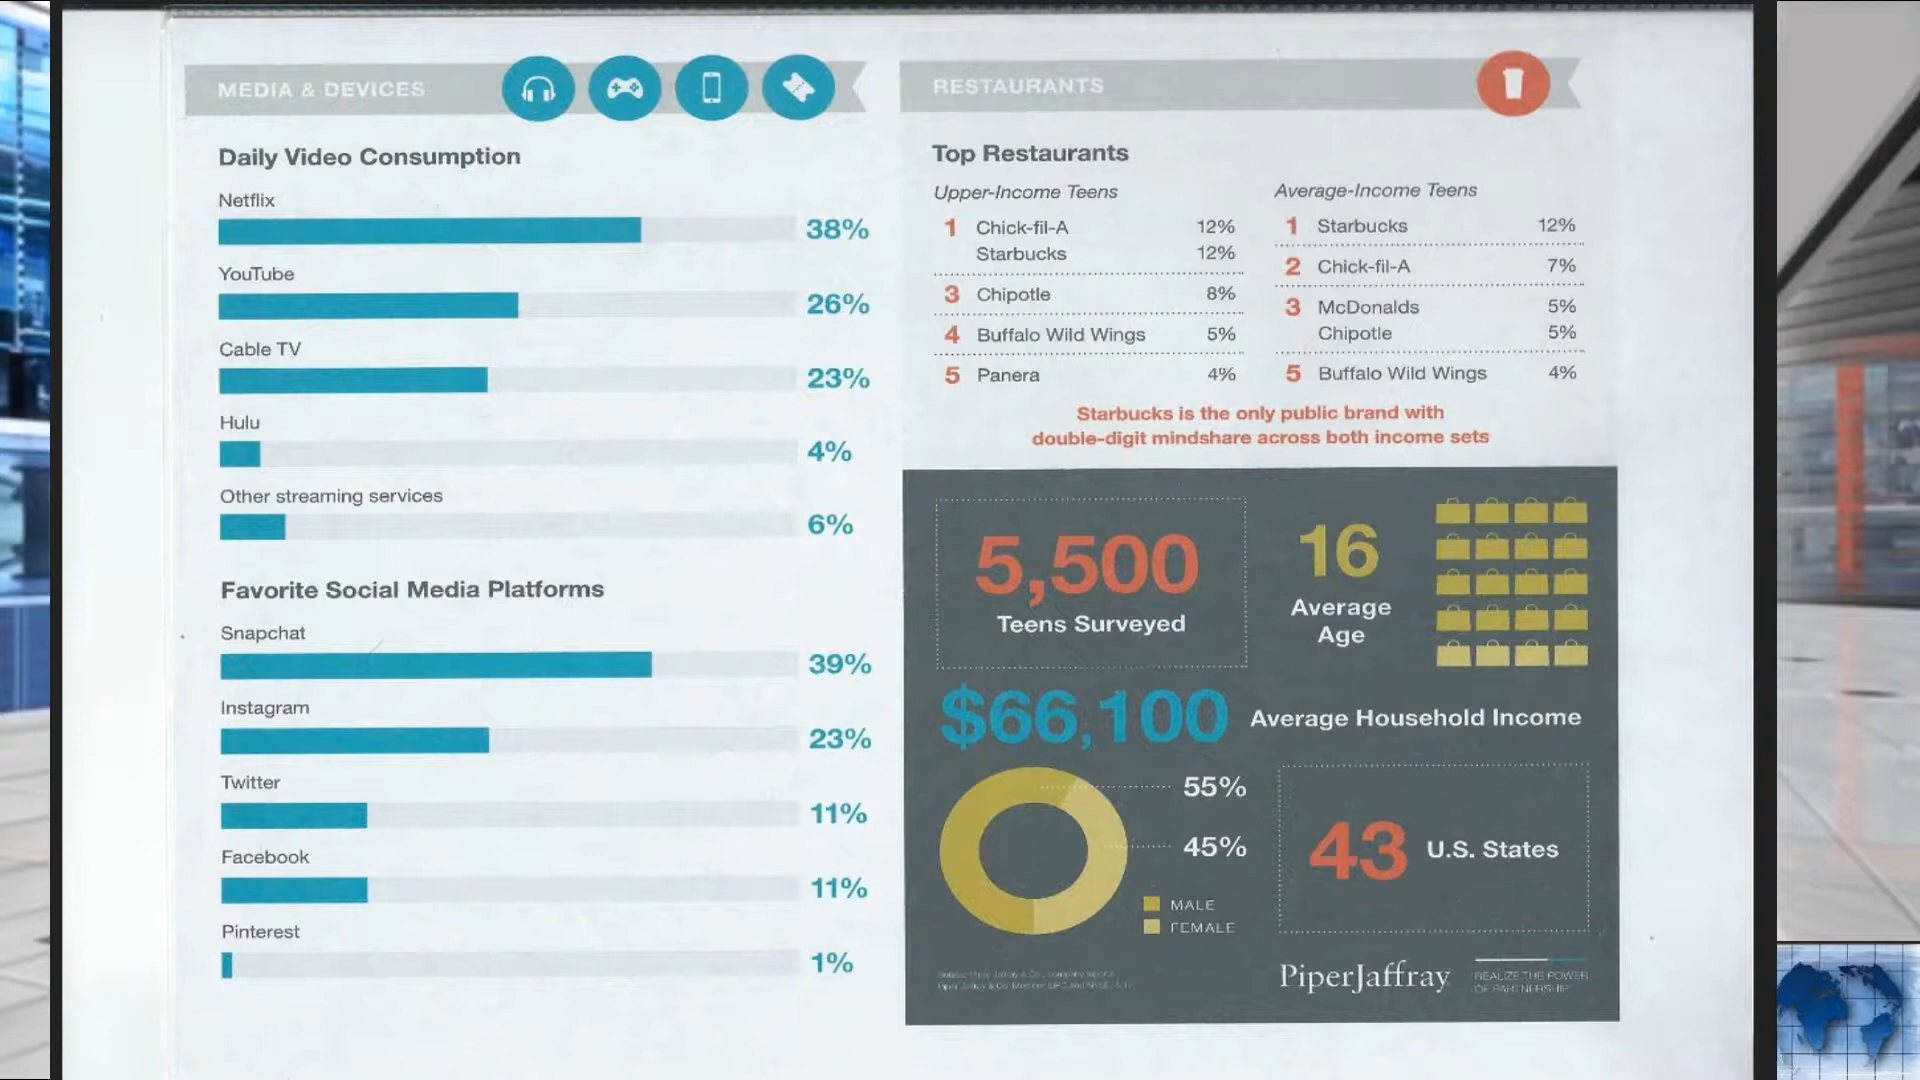 MEDIA & DEVICES
Daily Video Consumption
Netflix
38%
YouTube
26%
Cable TV
23%
Hulu
4%
Other streaming services
6%
Favorite Social Media Platforms
Snapchat
39%
Instagram
23%
Twitter
11%
Facebook
11%
Pinterest
1%
RESTAURANTS
Top Restaurants
Upper-Income Teens
1 Chick-fil-A 12%
Starbucks 12%
3 Chipotle 8%
4 Buffalo Wild Wings 5%
5 Panera 4%
Average-Income Teens
1 Starbucks 12%
2 Chick-fil-A 7%
3 McDonalds 5%
Chipotle 5%
5 Buffalo Wild Wings 4%
Starbucks is the only public brand with
double-digit mindshare across both income sets
5,500
Teens Surveyed
16
Average
Age
$66,100 Average Household Income
55%
45%
MALE
FEMALE
43 U.S. States
PiperJaffray
REALIZE THE POWER
OF PARTNERSHIP